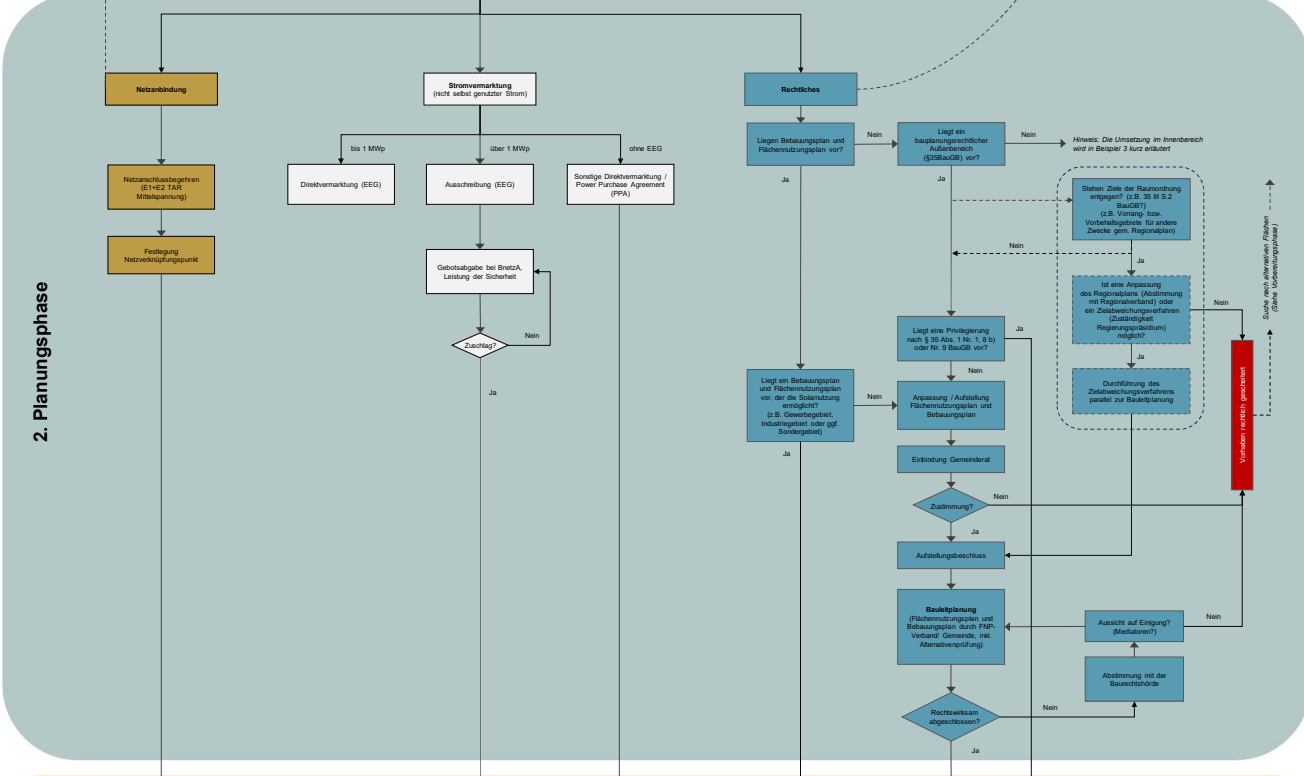 2. Planungsphase
Netzanbindung
Netzanschlussbegehren
(E1+E2 TAR
Mittelspannung)
Festlegung
Netzverknüpfungspunkt
Stromvermarktung
(nicht selbst genutzter Strom)
bis 1 MWp
über 1 MWp
ohne EEG
Direktvermarktung (EEG)
Ausschreibung (EEG)
Sonstige Direktvermarktung /
Power Purchase Agreement
(PPA)
Gebotsabgabe bei BnetzA,
Leistung der Sicherheit
Nein
Zuschlag?
Ja
Rechtliches
Liegen Bebauungsplan und
Flächennutzungsplan vor?
Nein
Ja
Liegt ein
bauplanungsrechtlicher
Außenbereich
(§35BauGB) vor?
Nein
Ja
Hinweis: Die Umsetzung im Innenbereich
wird in Beispiel 3 kurz erläutert
Stehen Ziele der Raumordnung
entgegen? (z.B. 35 III S.2
BauGB?)
(z.B. Vorrang- bzw.
Vorbehaltsgebiete für andere
Zwecke gem. Regionalplan)
Nein
Ja
Ist eine Anpassung
des Regionalplans (Abstimmung
mit Regionalverband) oder
ein Zielabweichungsverfahren
(Zuständigkeit
Regierungspräsidium)
möglich?
Nein
Ja
Durchführung des
Zielabweichungsverfahrens
parallel zur Bauleitplanung
Suche nach alternativen Flächen
(Siehe Vorbereitungsphase)
Vorhaben rechtlich gescheitert
Liegt eine Privilegierung
nach § 35 Abs. 1 Nr. 1, 8 b)
oder Nr. 9 BauGB vor?
Ja
Nein
Liegt ein Bebauungsplan
und Flächennutzungsplan
vor, der die Solarnutzung
ermöglicht?
(z.B. Gewerbegebiet,
Industriegebiet oder ggf.
Sondergebiet)
Nein
Ja
Anpassung / Aufstellung
Flächennutzungsplan und
Bebauungsplan
Einbindung Gemeinderat
Zustimmung?
Nein
Ja
Aufstellungsbeschluss
Bauleitplanung
(Flächennutzungsplan und
Bebauungsplan durch FNP-
Verband/ Gemeinde, inkl.
Alternativenprüfung)
Aussicht auf Einigung?
(Mediatoren?)
Nein
Abstimmung mit der
Baurechtshörde
Rechtswirksam
abgeschlossen?
Nein
Ja